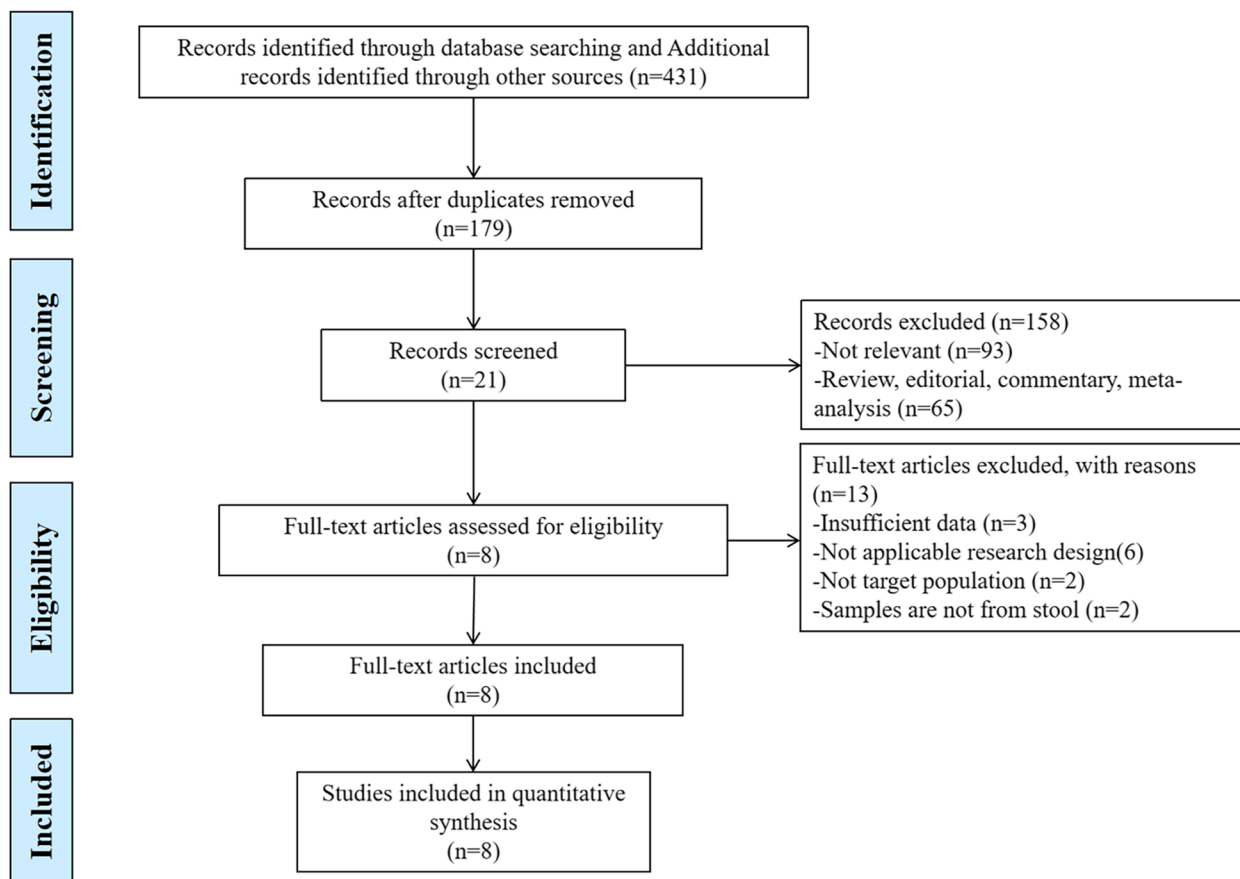 Identification
Records identified through database searching and Additional
records identified through other sources (n=431)
Records after duplicates removed
(n=179)
Screening
Records screened
(n=21)
Records excluded (n=158)
-Not relevant (n=93)
-Review, editorial, commentary, meta-
analysis (n=65)
Eligibility
Full-text articles assessed for eligibility
(n=8)
Full-text articles excluded, with reasons
(n=13)
-Insufficient data (n=3)
-Not applicable research design(6)
-Not target population (n=2)
-Samples are not from stool (n=2)
Full-text articles included
(n=8)
Included
Studies included in quantitative
synthesis
(n=8)